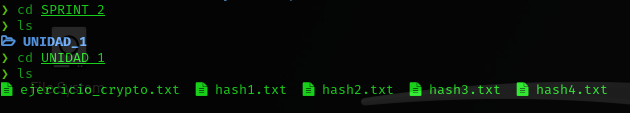 ❯ cd SPRINT_2
❯ ls
UNIDAD_1
❯ cd UNIDAD_1
❯ ls
ejercicio_crypto.txt hash1.txt hash2.txt hash3.txt hash4.txt